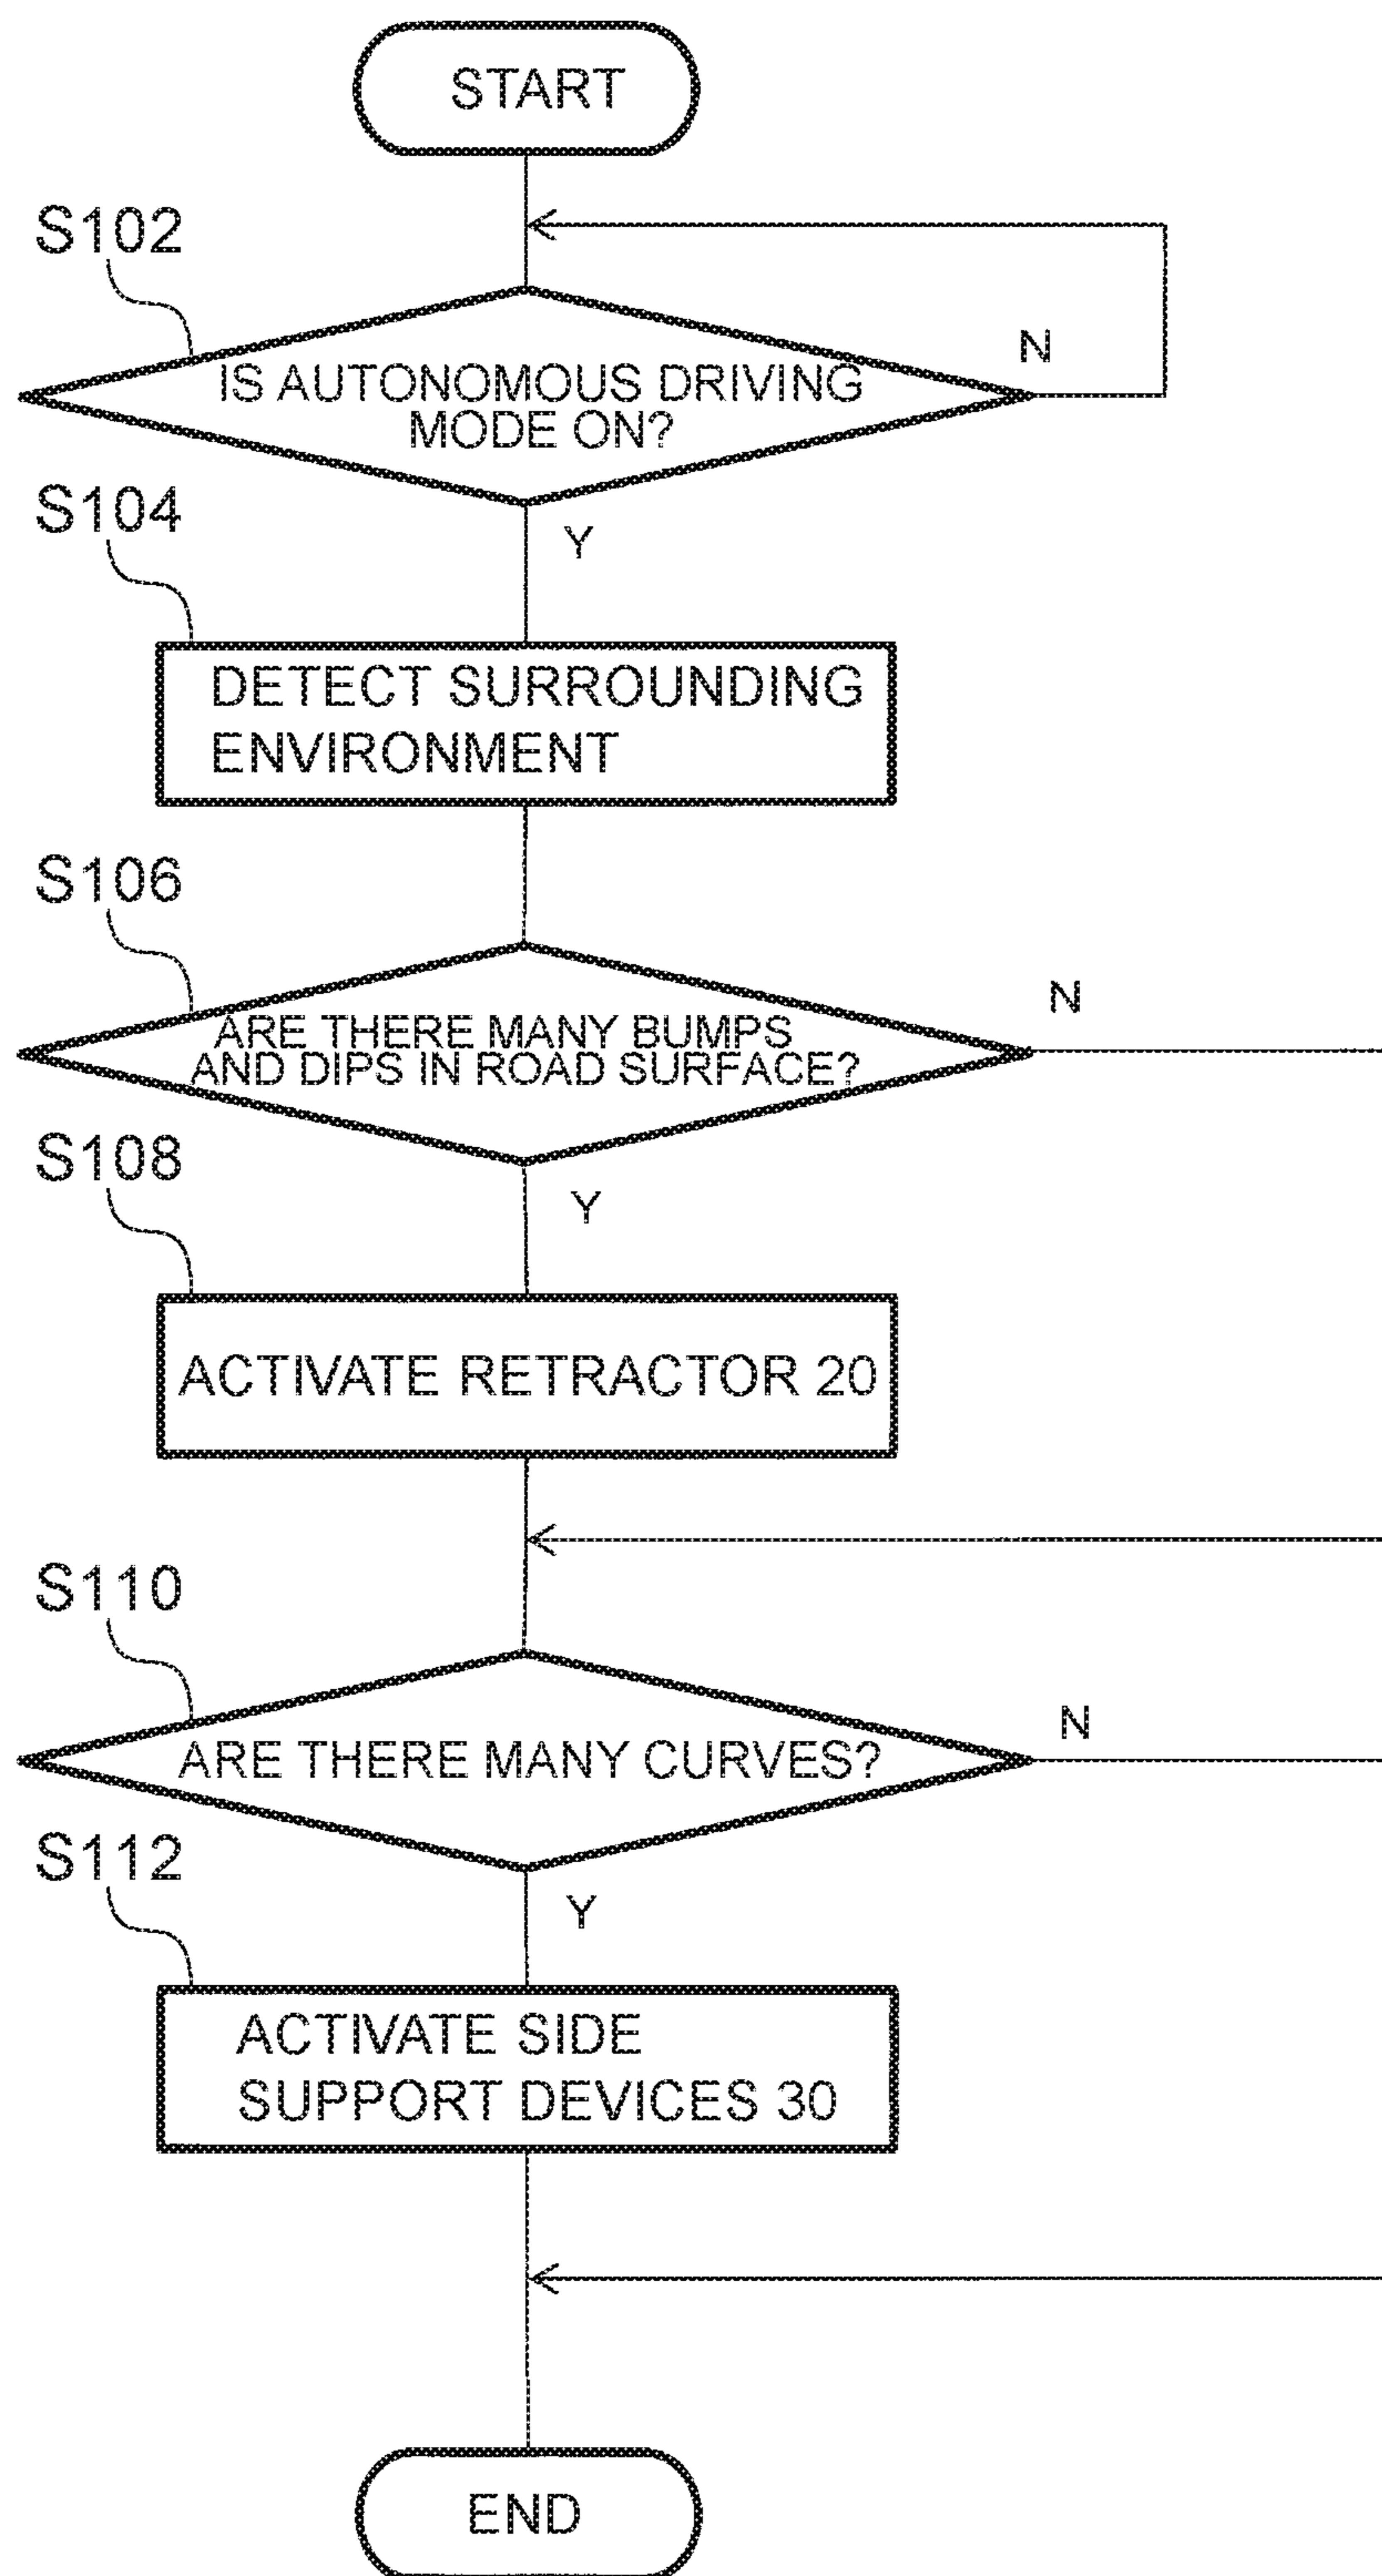 START
S102
IS AUTONOMOUS DRIVING
MODE ON?
N
S104
Y
DETECT SURROUNDING
ENVIRONMENT
S106
N
ARE THERE MANY BUMPS
AND DIPS IN ROAD SURFACE?
S108
Y
ACTIVATE RETRACTOR 20
S110
N
ARE THERE MANY CURVES?
S112
Y
ACTIVATE SIDE
SUPPORT DEVICES 30
END